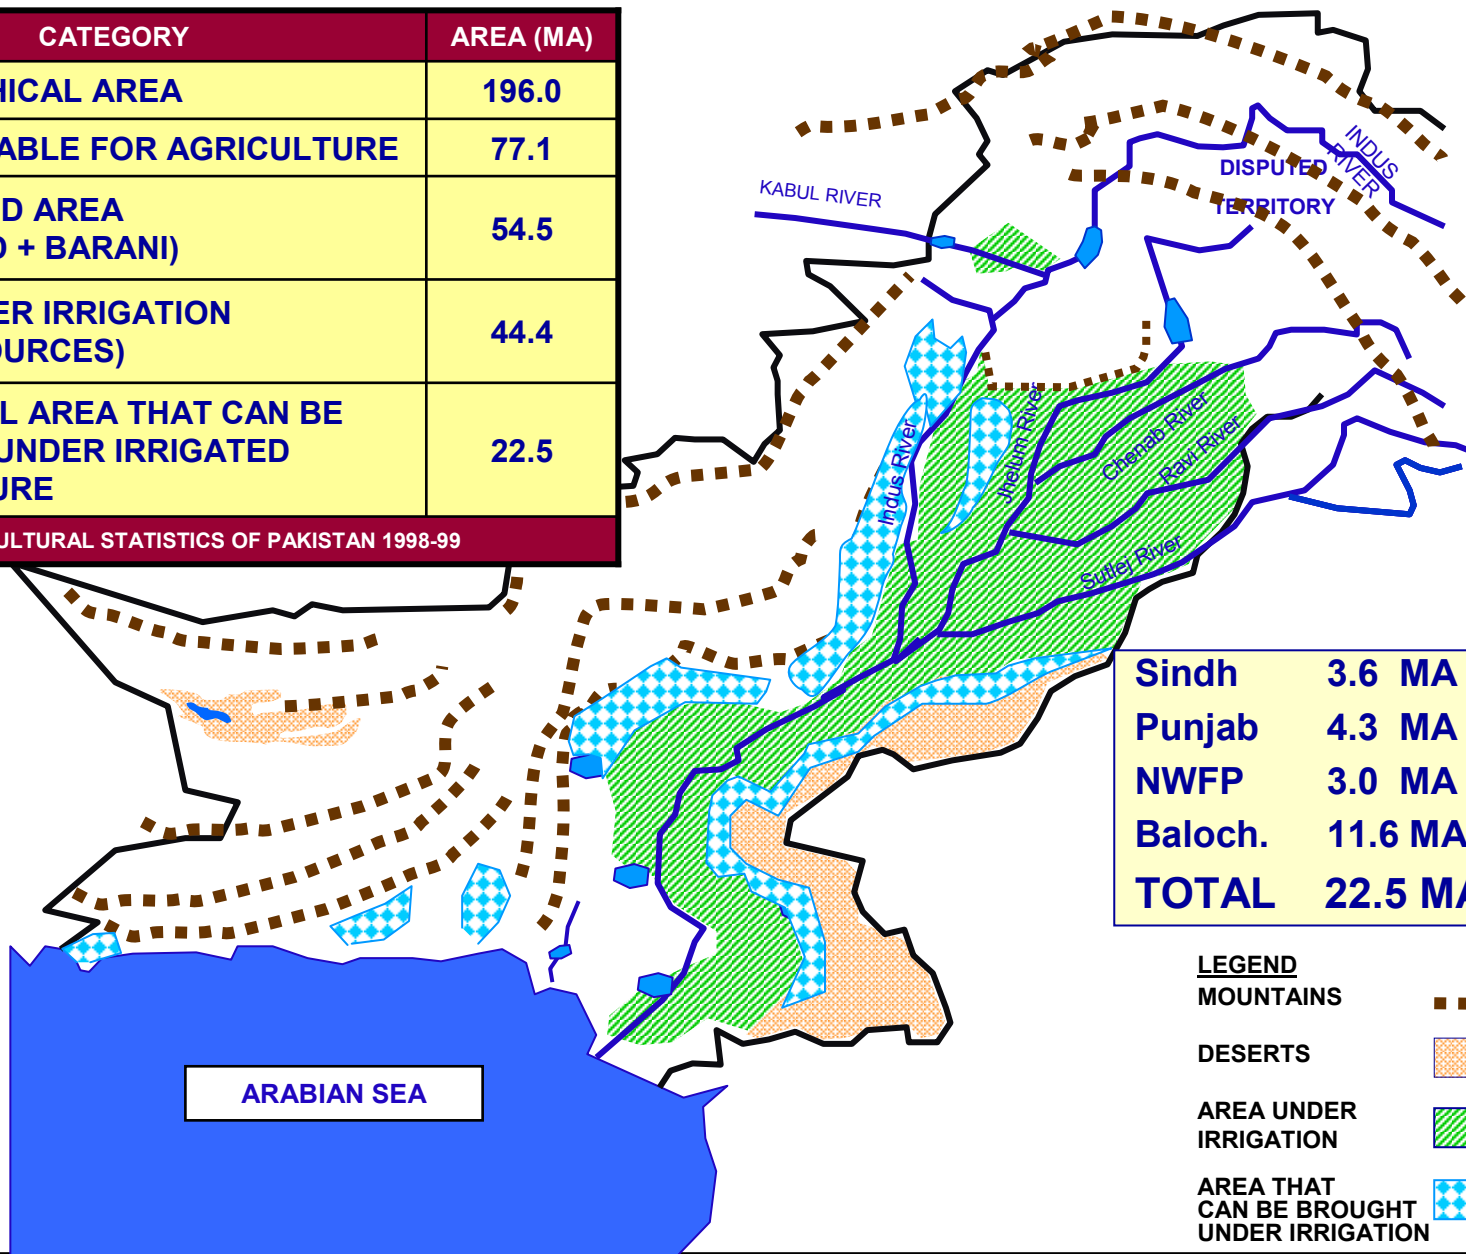 CATEGORY AREA (MA)
HICAL AREA 196.0
ABLE FOR AGRICULTURE 77.1
D AREA
+ BARANI) 54.5
ER IRRIGATION
OURCES) 44.4
L AREA THAT CAN BE
UNDER IRRIGATED 22.5
URE
ULTURAL STATISTICS OF PAKISTAN 1998-99
KABUL RIVER
INDUS
RIVER
DISPUTED
TERRITORY
Indus River
Jhelum River
Chenab River
Ravi River
Sutlej River
Sindh 3.6 MA
Punjab 4.3 MA
NWFP 3.0 MA
Baloch. 11.6 MA
TOTAL 22.5 MA
LEGEND
MOUNTAINS
DESERTS
AREA UNDER
IRRIGATION
AREA THAT
CAN BE BROUGHT
UNDER IRRIGATION
ARABIAN SEA